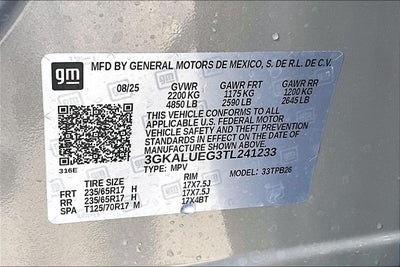 gm
MFD BY GENERAL MOTORS DE MEXICO, S. DE R.L. DE C.V.
08/25 GVWR GAWR FRT GAWR RR
2200 KG 1175 KG 1200 KG
4850 LB 2590 LB 2645 LB
THIS VEHICLE CONFORMS TO ALL
APPLICABLE U.S. FEDERAL MOTOR
VEHICLE SAFETY AND THEFT PREVENTION
STANDARDS IN EFFECT ON THE DATE OF
MANUFACTURE SHOWN ABOVE.
3GKALUEG3TL241233
316E TYPE: MPV MODEL: 33TPB26
TIRE SIZE RIM
FRT 235/65R17 H 17X7.5J
RR 235/65R17 H 17X7.5J
SPA T125/70R17 M 17X4BT